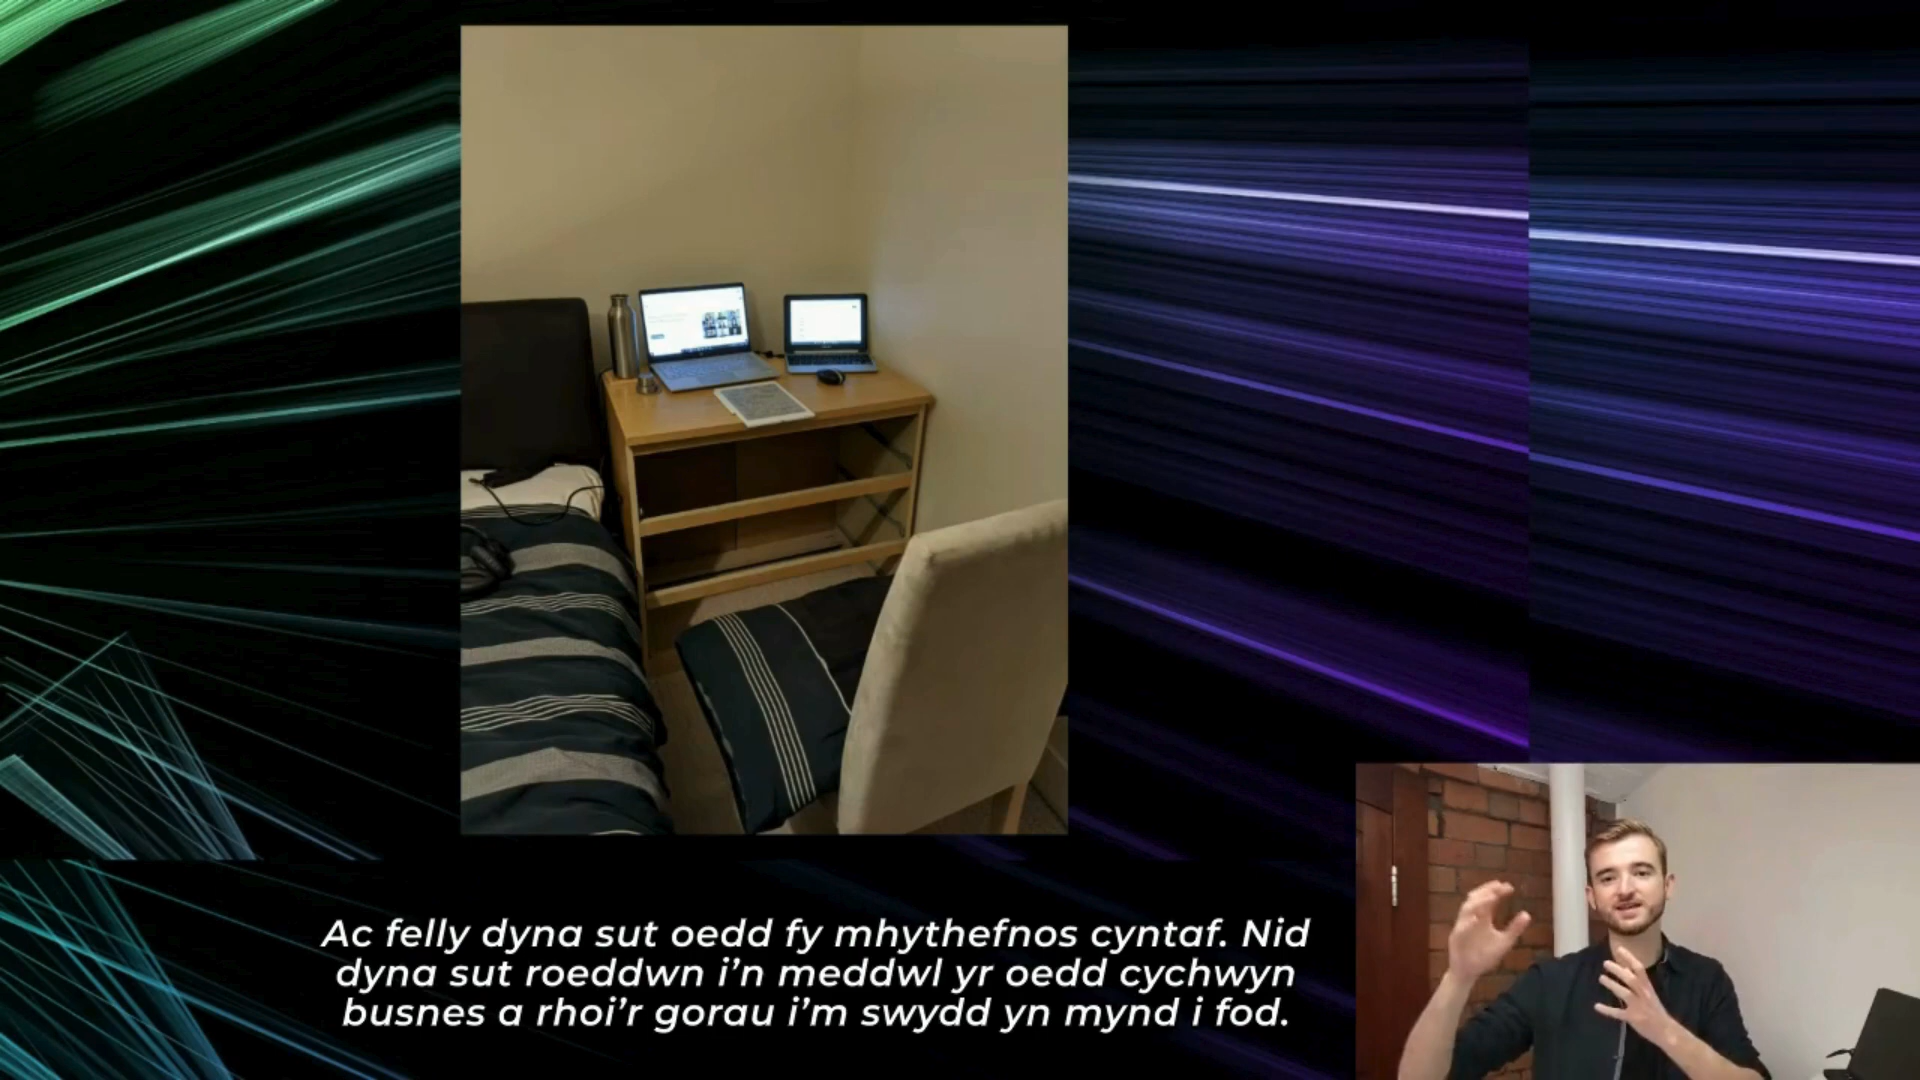 Ac felly dyna sut oedd fy mhythefnos cyntaf. Nid
dyna sut roeddwn i’n meddwl yr oedd cychwyn
busnes a rhoi’r gorau i’m swydd yn mynd i fod.